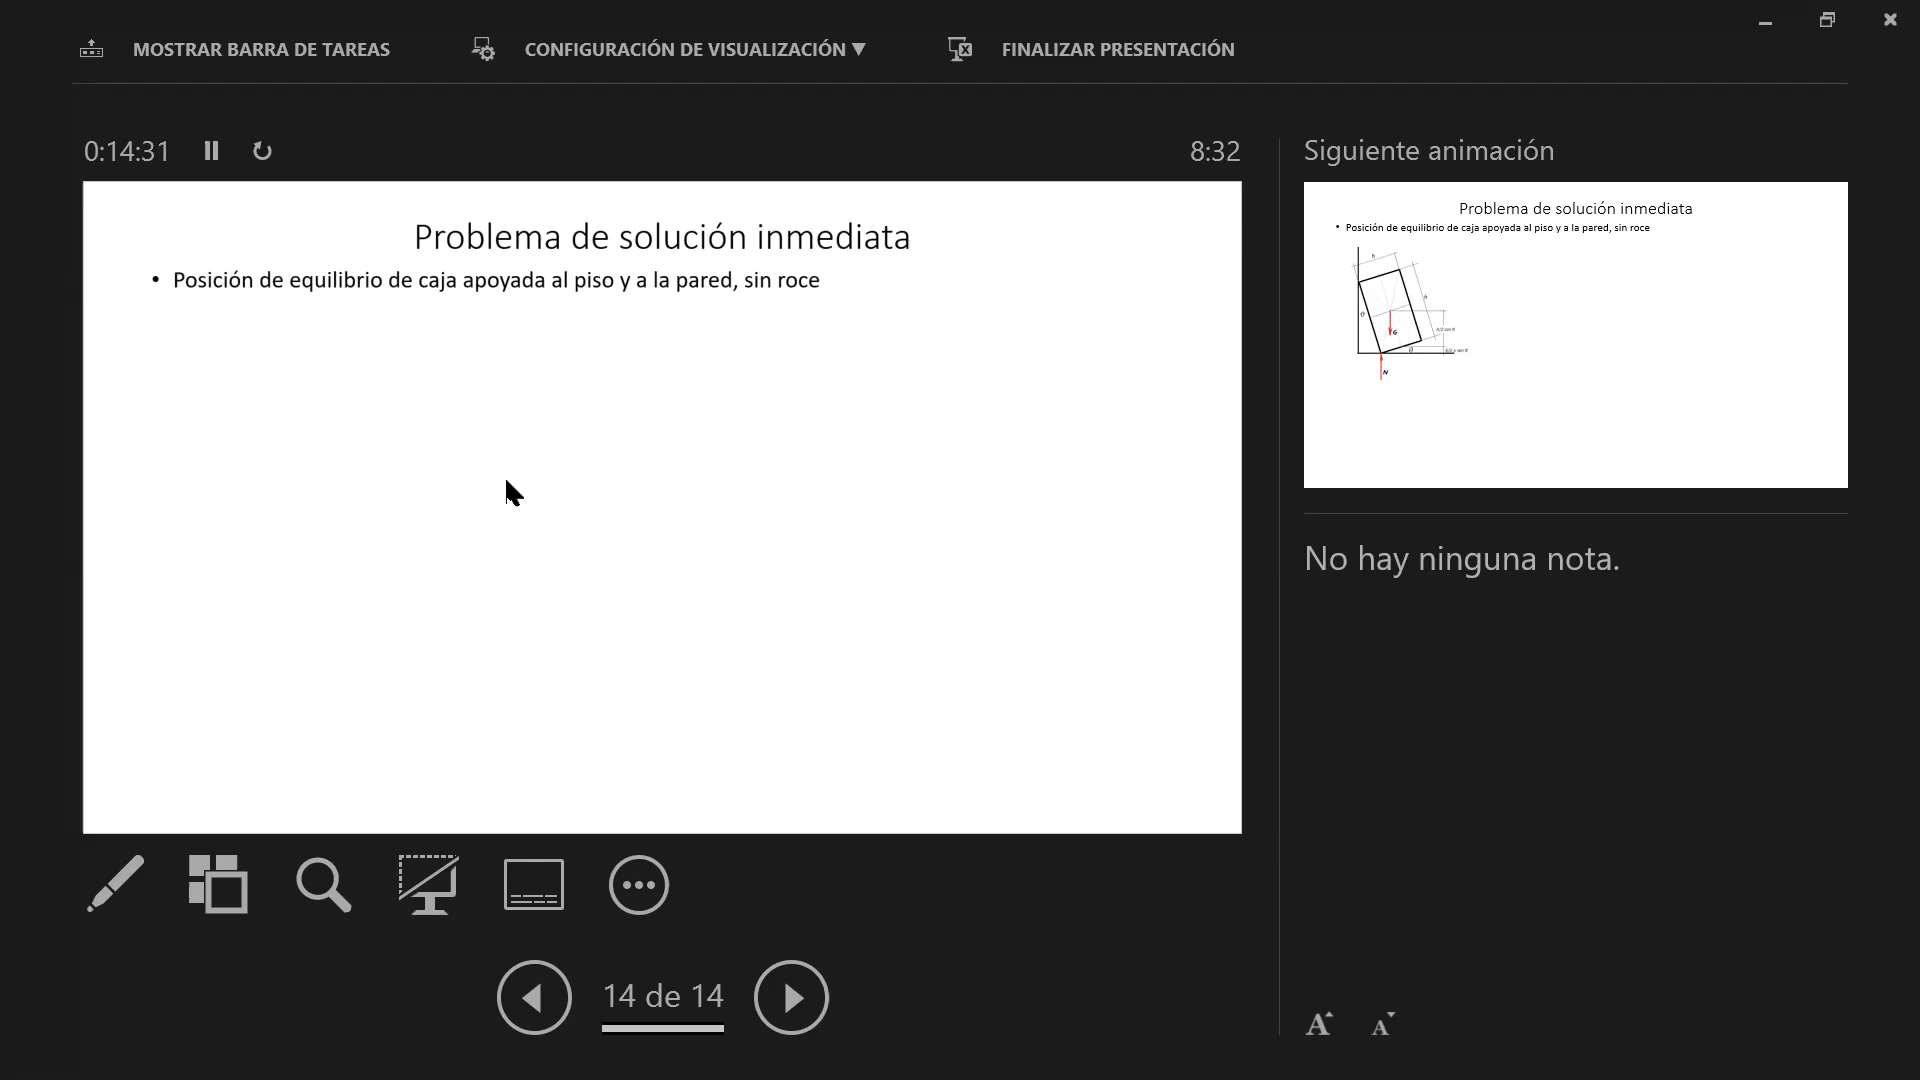 MOSTRAR BARRA DE TAREAS
CONFIGURACIÓN DE VISUALIZACIÓN ▼
FINALIZAR PRESENTACIÓN
0:14:31
8:32
Problema de solución inmediata
• Posición de equilibrio de caja apoyada al piso y a la pared, sin roce
14 de 14
Siguiente animación
Problema de solución inmediata
• Posición de equilibrio de caja apoyada al piso y a la pared, sin roce
b
h
θ
G
θ
N
No hay ninguna nota.
A A